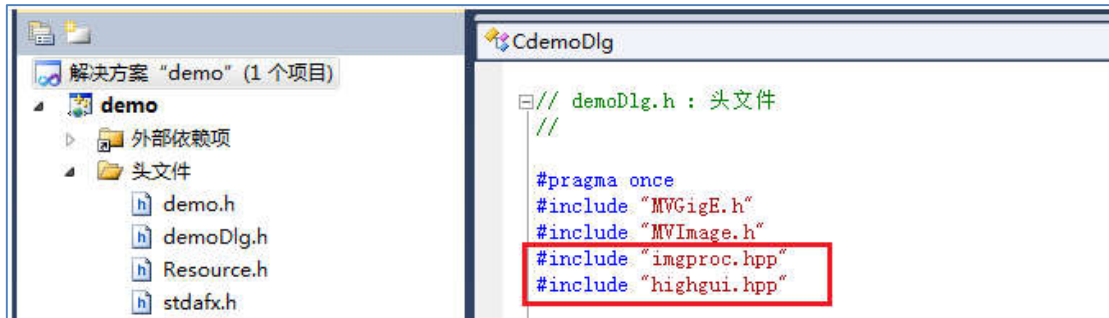 解决方案 "demo" (1 个项目)
demo
外部依赖项
头文件
demo.h
demoDlg.h
Resource.h
stdafx.h
CdemoDlg
// demoDlg.h : 头文件
//
#pragma once
#include "MVGigE.h"
#include "MVImage.h"
#include "imgproc.hpp"
#include "highgui.hpp"